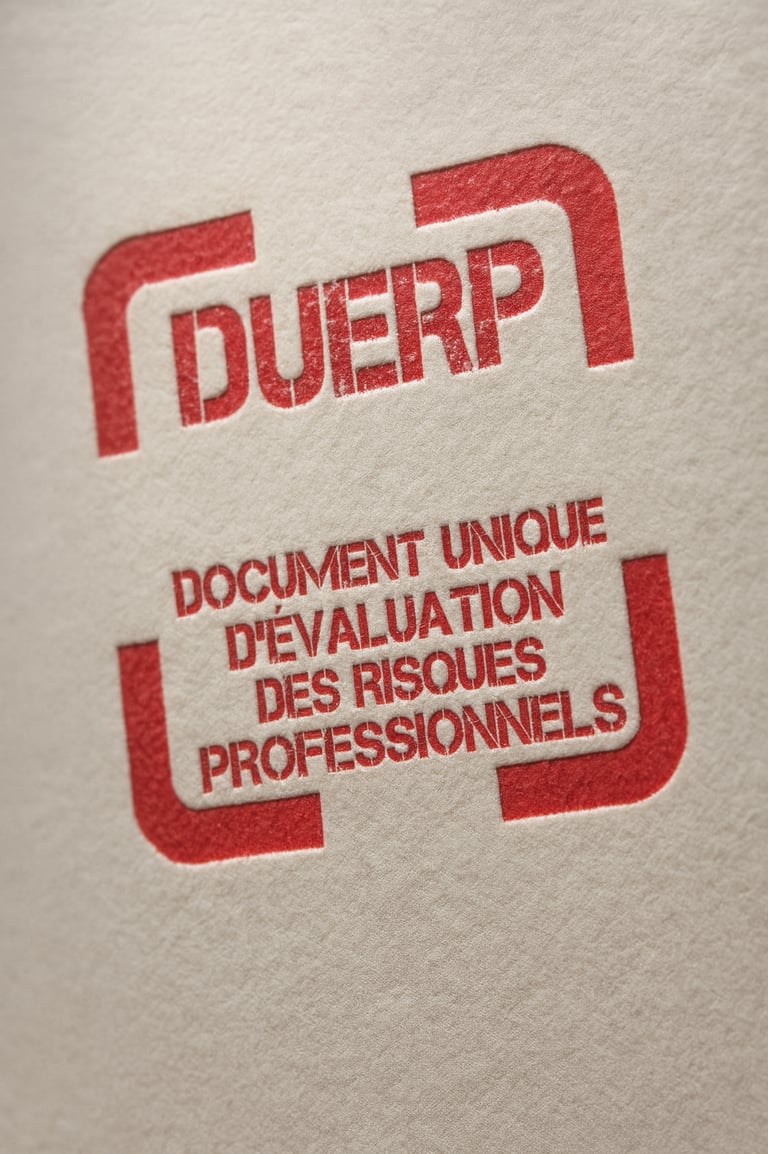 DUERP
DOCUMENT UNIQUE
D'ÉVALUATION
DES RISQUES
PROFESSIONNELS